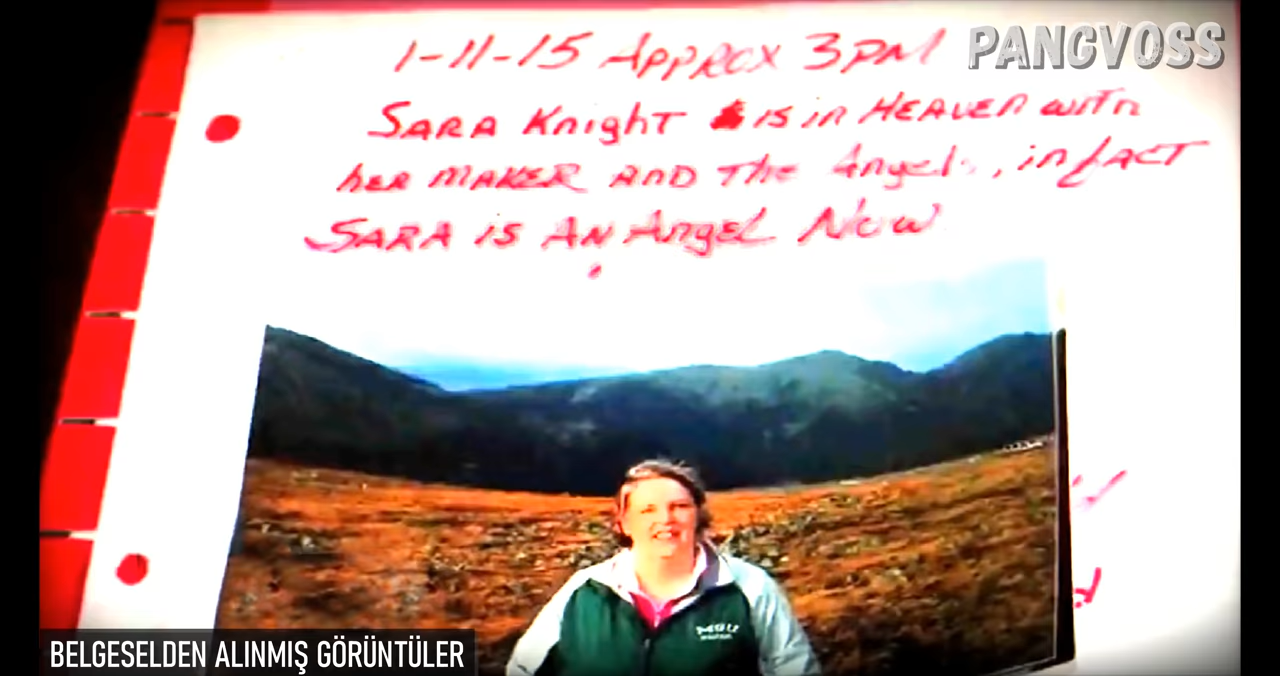 1-11-15 APPROX 3PM
PANGVOSS
SARA Knight is in HEAVEN with
her MAKER AND The Angels, in fACT
SARA is AN AngEL Now
BELGESELDEN ALINMIŞ GÖRÜNTÜLER